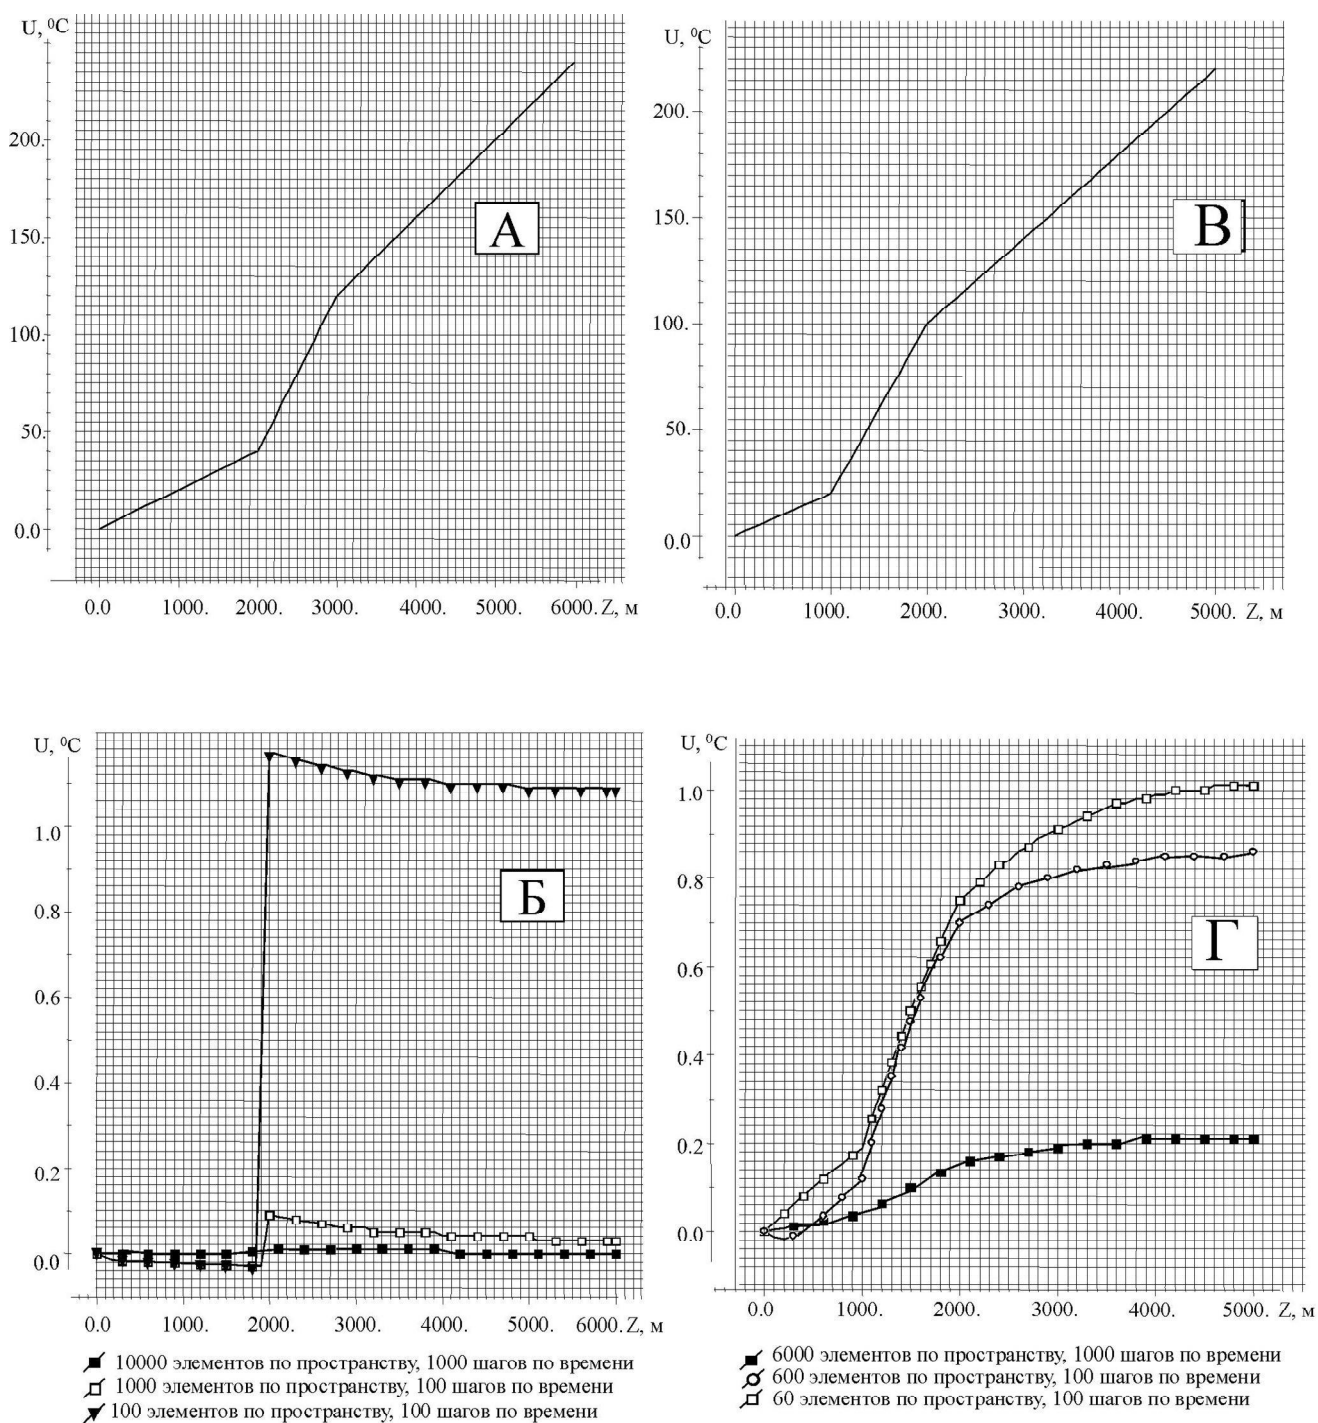 U, ⁰C
200.
150.
100.
50.
0.0
0.0 1000. 2000. 3000. 4000. 5000. 6000. Z, м
А
U, ⁰C
200.
150.
100.
50.
0.0
0.0 1000. 2000. 3000. 4000. 5000. Z, м
В
U, ⁰C
1.0
0.8
0.6
0.4
0.2
0.0
0.0 1000. 2000. 3000. 4000. 5000. 6000. Z, м
Б
10000 элементов по пространству, 1000 шагов по времени
1000 элементов по пространству, 100 шагов по времени
100 элементов по пространству, 100 шагов по времени
U, ⁰C
1.0
0.8
0.6
0.4
0.2
0.0
0.0 1000. 2000. 3000. 4000. 5000. Z, м
Г
6000 элементов по пространству, 1000 шагов по времени
600 элементов по пространству, 100 шагов по времени
60 элементов по пространству, 100 шагов по времени